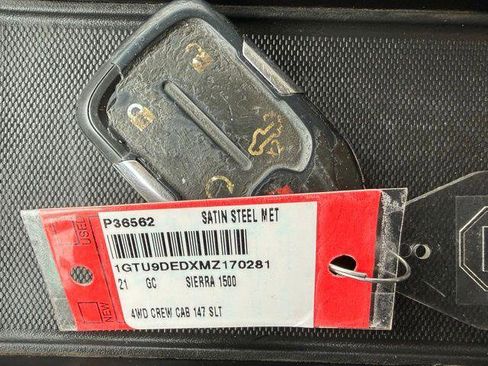 P36562 SATIN STEEL MET
USED
1GTU9DEDXMZ170281
21 GC SIERRA 1500
NEW
4WD CREW CAB 147 SLT